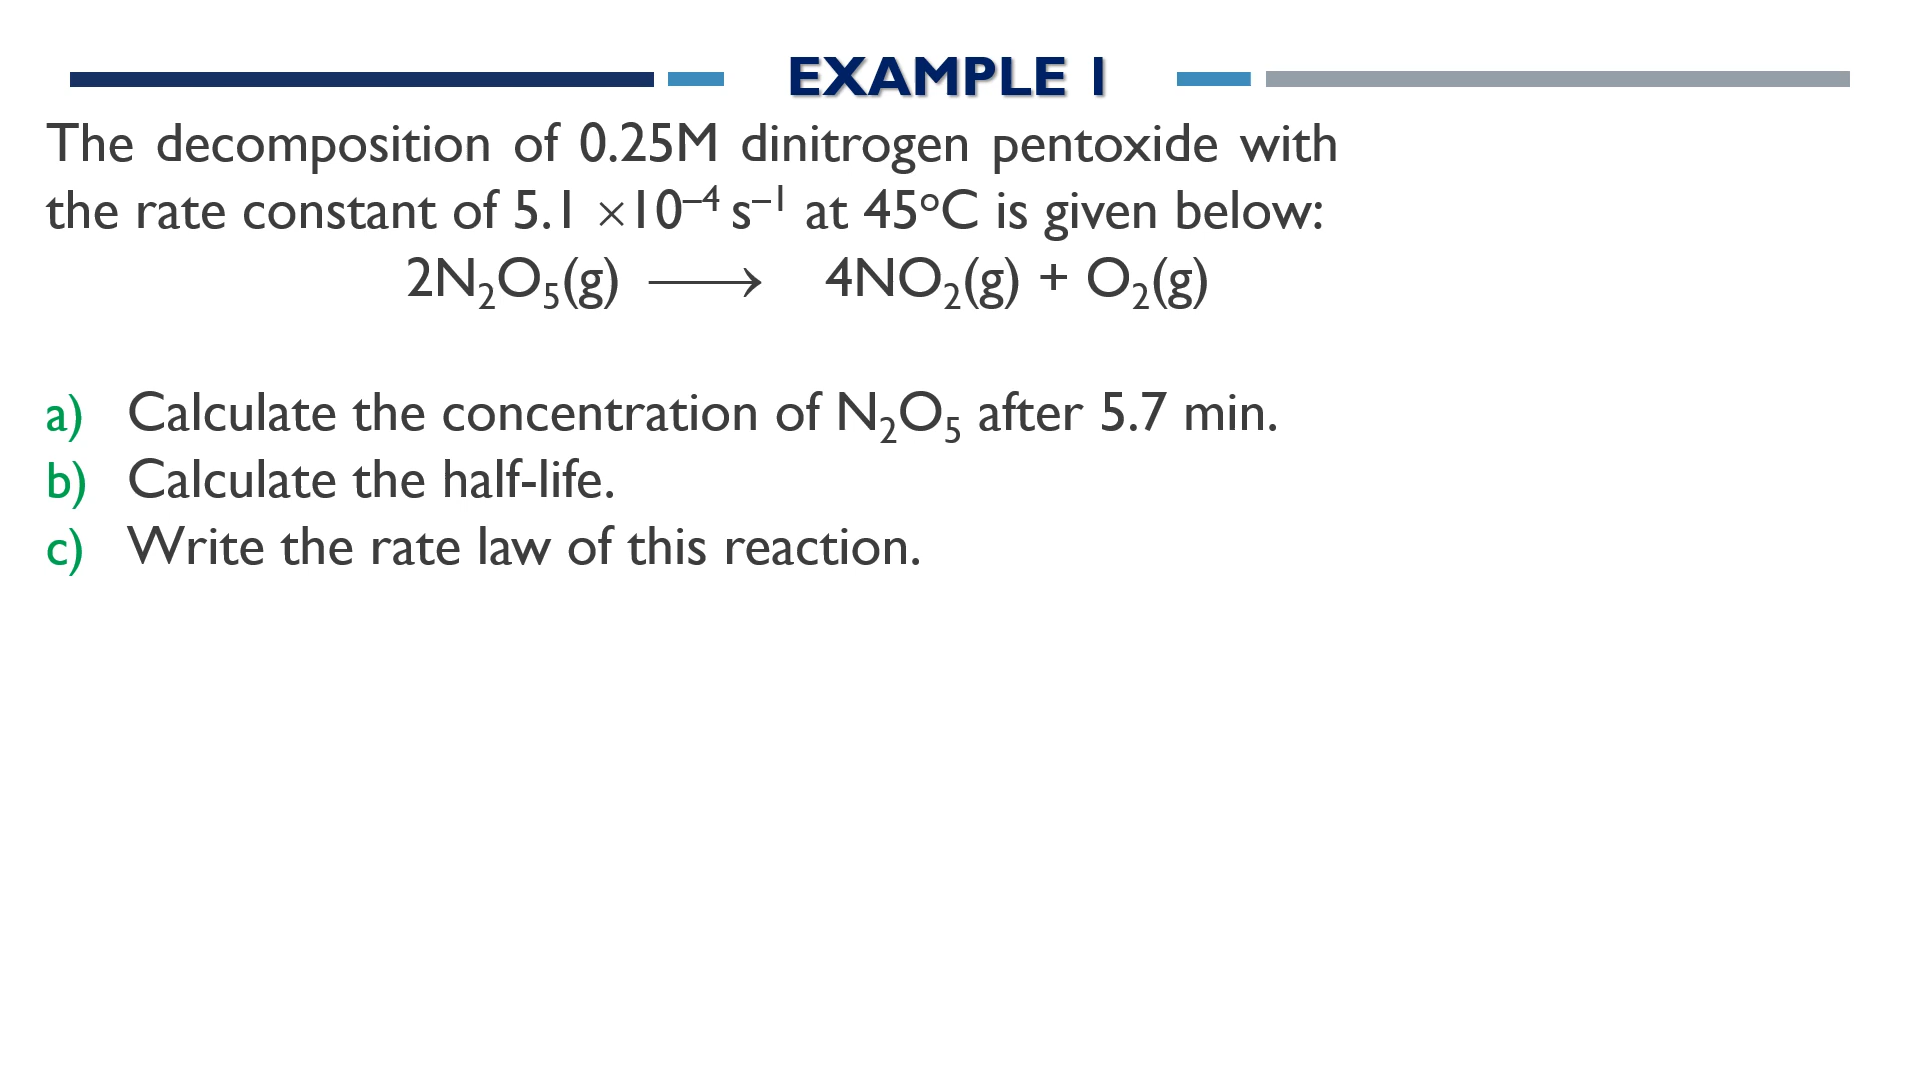 EXAMPLE 1
The decomposition of 0.25M dinitrogen pentoxide with
the rate constant of 5.1 ×10⁻⁴ s⁻¹ at 45ᵒC is given below:
2N₂O₅(g) ⟶ 4NO₂(g) + O₂(g)
a) Calculate the concentration of N₂O₅ after 5.7 min.
b) Calculate the half-life.
c) Write the rate law of this reaction.